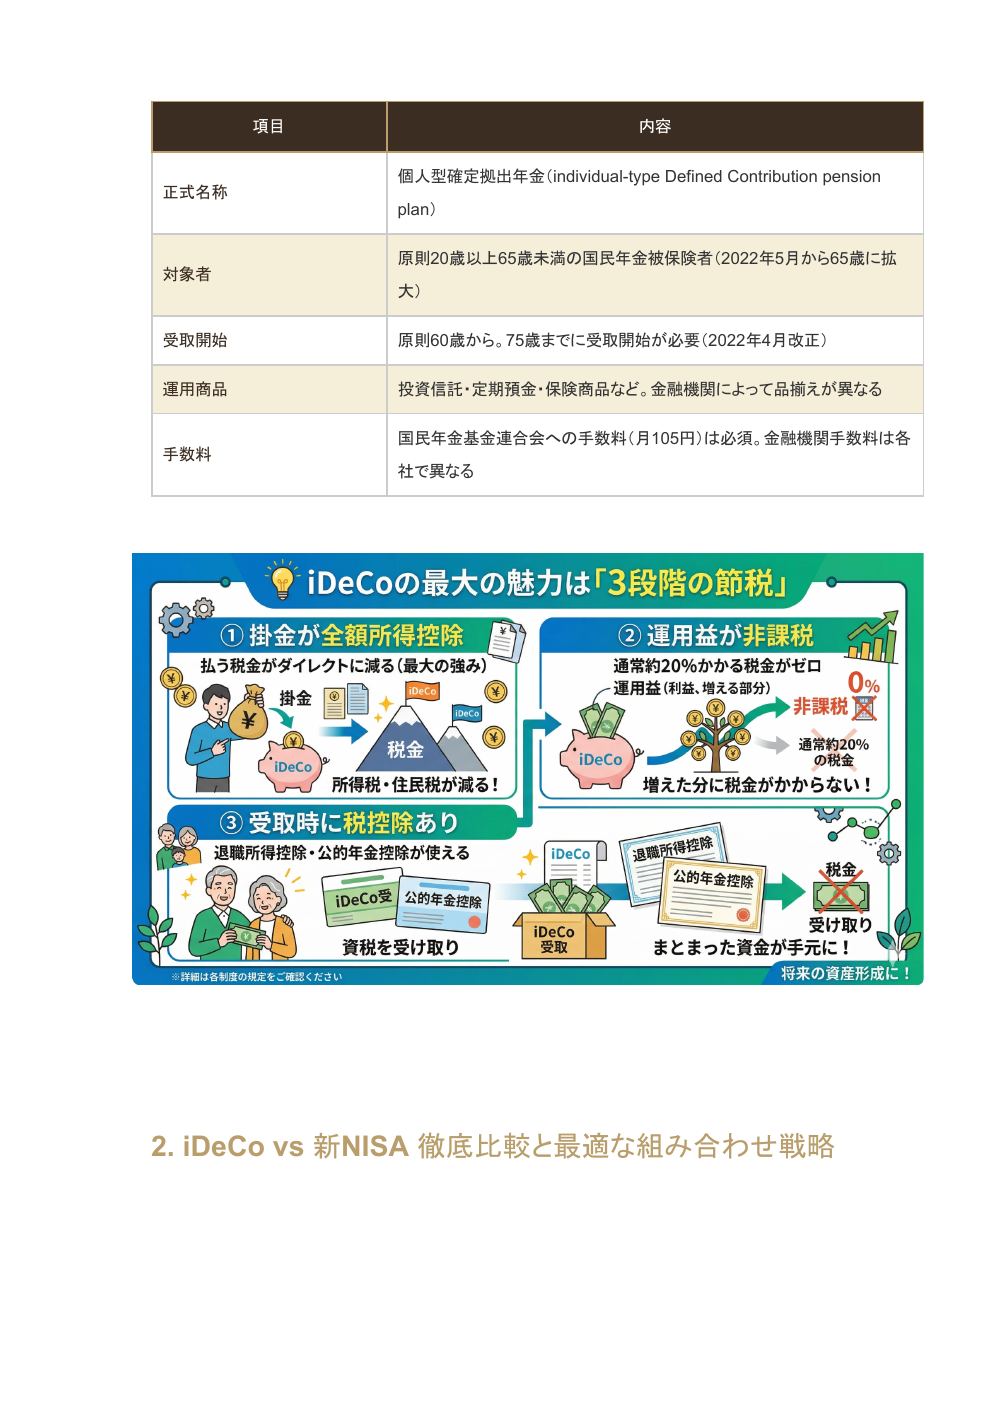 項目
内容
正式名称
個人型確定拠出年金（individual-type Defined Contribution pension
plan）
対象者
原則20歳以上65歳未満の国民年金被保険者（2022年5月から65歳に拡
大）
受取開始
原則60歳から。75歳までに受取開始が必要（2022年4月改正）
運用商品
投資信託・定期預金・保険商品など。金融機関によって品揃えが異なる
手数料
国民年金基金連合会への手数料（月105円）は必須。金融機関手数料は各
社で異なる
iDeCoの最大の魅力は「3段階の節税」
① 掛金が全額所得控除
払う税金がダイレクトに減る（最大の強み）
掛金
iDeCo
iDeCo
iDeCo
税金
所得税・住民税が減る！
② 運用益が非課税
通常約20％かかる税金がゼロ
運用益（利益、増える部分）
0%
非課税
iDeCo
通常約20%
の税金
増えた分に税金がかからない！
③ 受取時に税控除あり
退職所得控除・公的年金控除が使える
iDeCo受
公的年金控除
資税を受け取り
iDeCo
iDeCo
受取
退職所得控除
公的年金控除
税金
受け取り
まとまった資金が手元に！
※詳細は各制度の規定をご確認ください
将来の資産形成に！
2. iDeCo vs 新NISA 徹底比較と最適な組み合わせ戦略